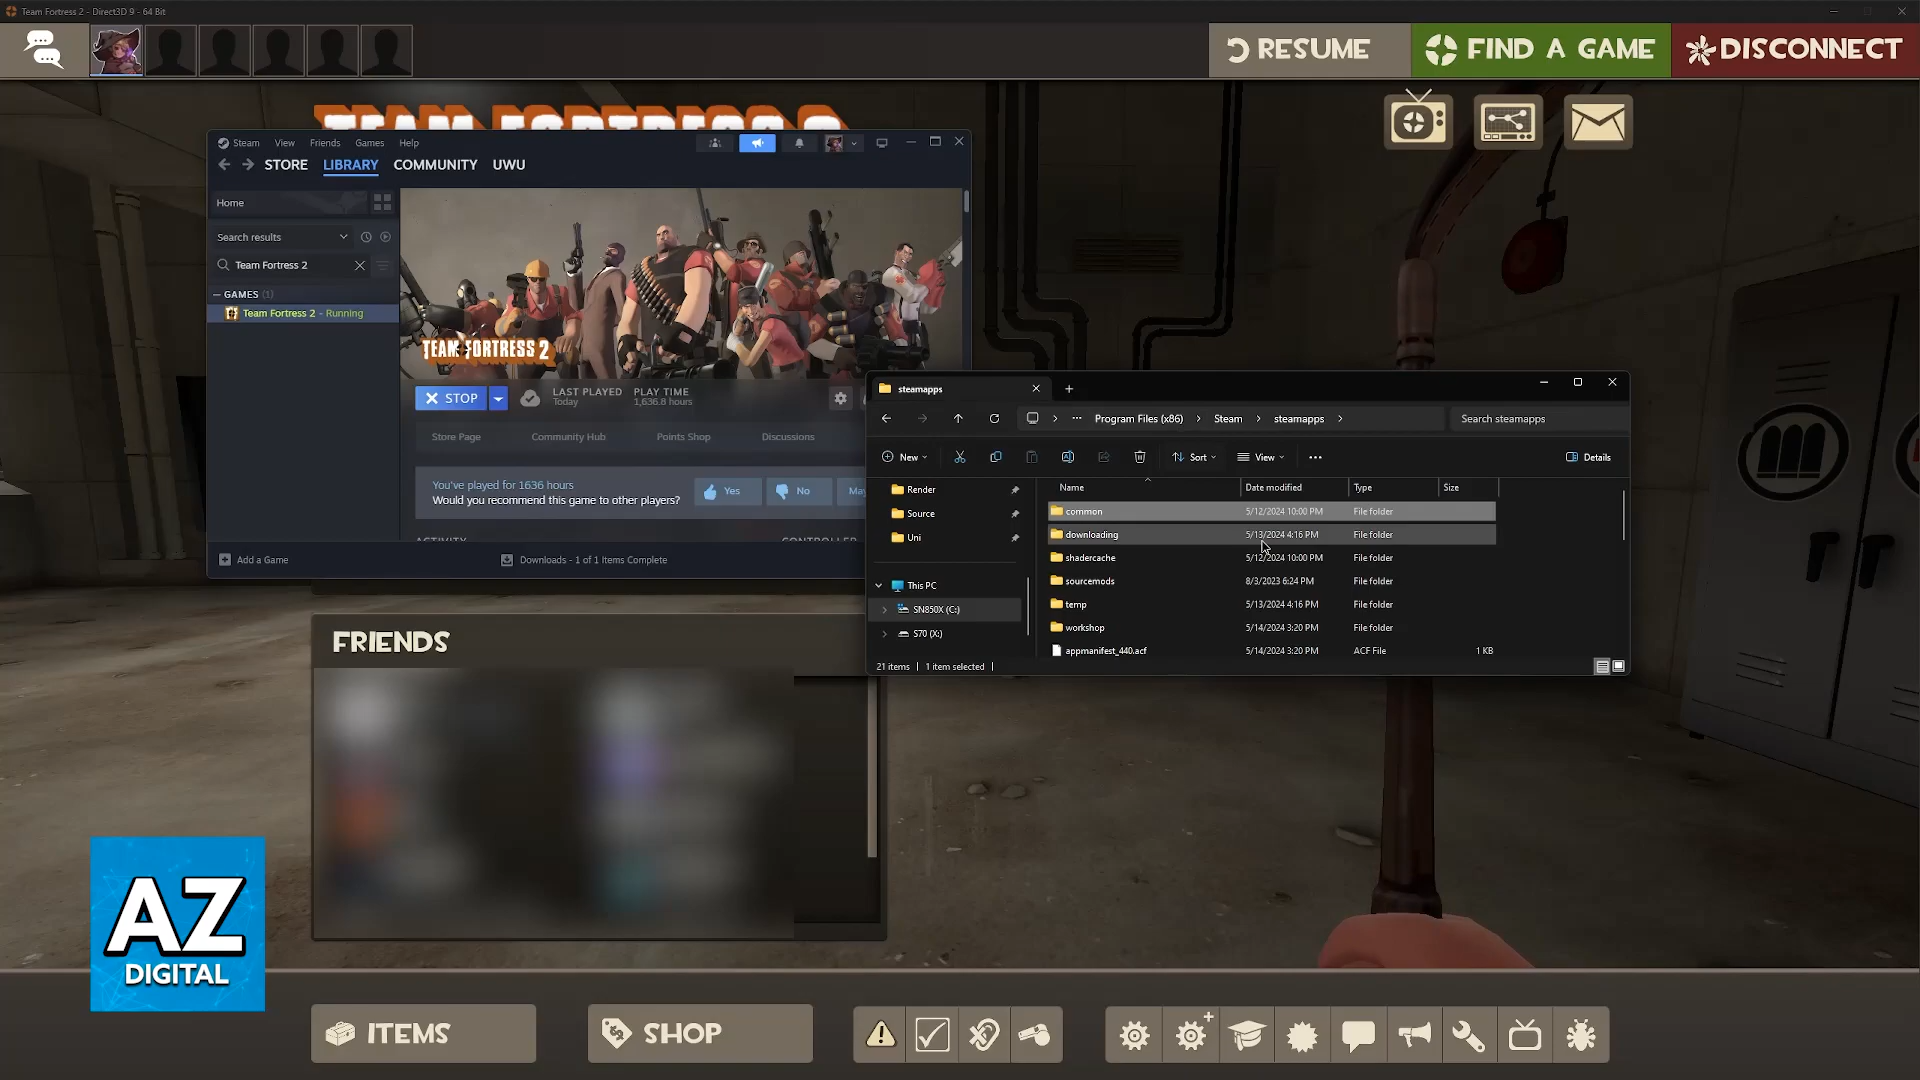 Team Fortress 2 - Direct3D 9 - 64 Bit
RESUME
FIND A GAME
DISCONNECT
Steam
View
Friends
Games
Help
STORE
LIBRARY
COMMUNITY
UWU
Home
Search results
Team Fortress 2
GAMES (1)
Team Fortress 2 - Running
TEAM FORTRESS 2
STOP
LAST PLAYED
Today
PLAY TIME
1,636.8 hours
Store Page
Community Hub
Points Shop
Discussions
You've played for 1636 hours
Would you recommend this game to other players?
Yes
No
Add a Game
Downloads - 1 of 1 Items Complete
steamapps
Program Files (x86)
Steam
steamapps
Search steamapps
New
Sort
View
Details
Render
Source
Uni
This PC
SN850X (C:)
S70 (X:)
Name
Date modified
Type
Size
common 5/12/2024 10:00 PM File folder
downloading 5/13/2024 4:16 PM File folder
shadercache 5/12/2024 10:00 PM File folder
sourcemods 8/3/2023 6:24 PM File folder
temp 5/13/2024 4:16 PM File folder
workshop 5/14/2024 3:20 PM File folder
appmanifest_440.acf 5/14/2024 3:20 PM ACF File 1 KB
21 items
1 item selected
FRIENDS
AZ
DIGITAL
ITEMS
SHOP